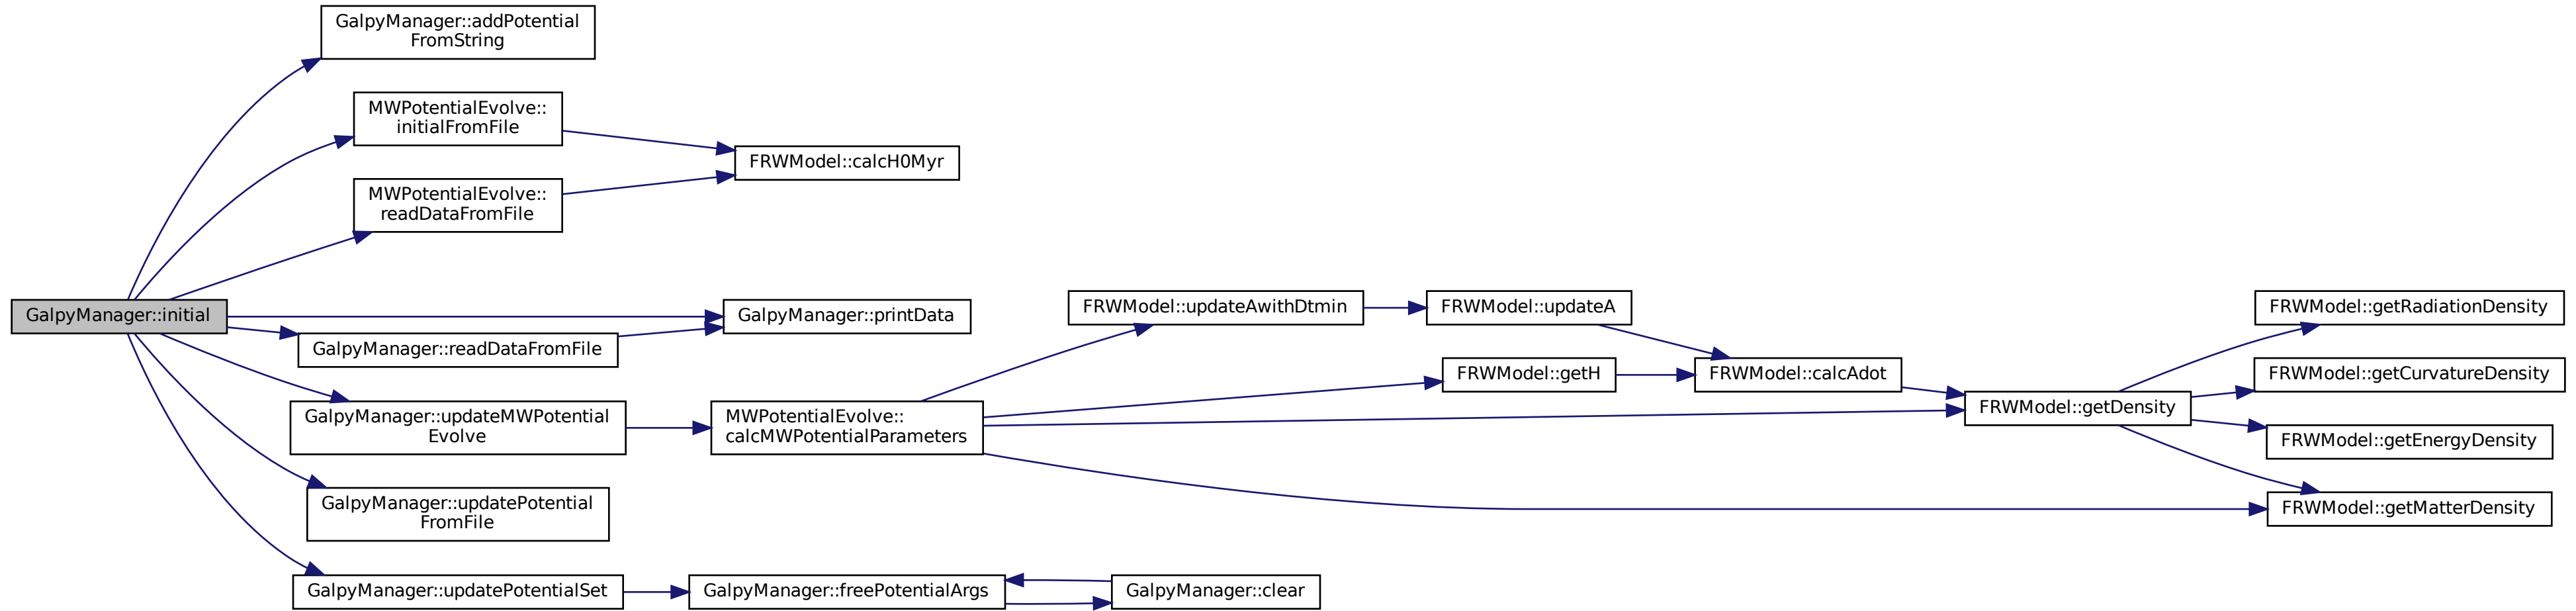 GalpyManager::addPotential
FromString
MWPotentialEvolve::
initialFromFile
FRWModel::calcH0Myr
MWPotentialEvolve::
readDataFromFile
GalpyManager::initial
GalpyManager::printData
GalpyManager::readDataFromFile
FRWModel::updateAwithDtmin
FRWModel::updateA
FRWModel::getRadiationDensity
FRWModel::getH
FRWModel::calcAdot
FRWModel::getCurvatureDensity
GalpyManager::updateMWPotential
Evolve
MWPotentialEvolve::
calcMWPotentialParameters
FRWModel::getDensity
FRWModel::getEnergyDensity
GalpyManager::updatePotential
FromFile
FRWModel::getMatterDensity
GalpyManager::updatePotentialSet
GalpyManager::freePotentialArgs
GalpyManager::clear